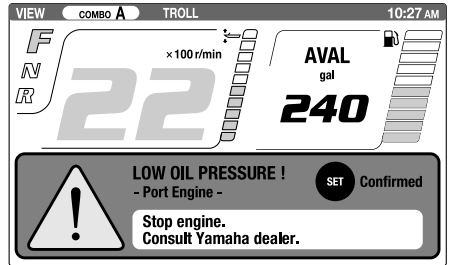 VIEW COMBO A TROLL 10:27 AM
F
N
R
22
×100 r/min
AVAL
gal
240
LOW OIL PRESSURE !
- Port Engine -
SET Confirmed
Stop engine.
Consult Yamaha dealer.